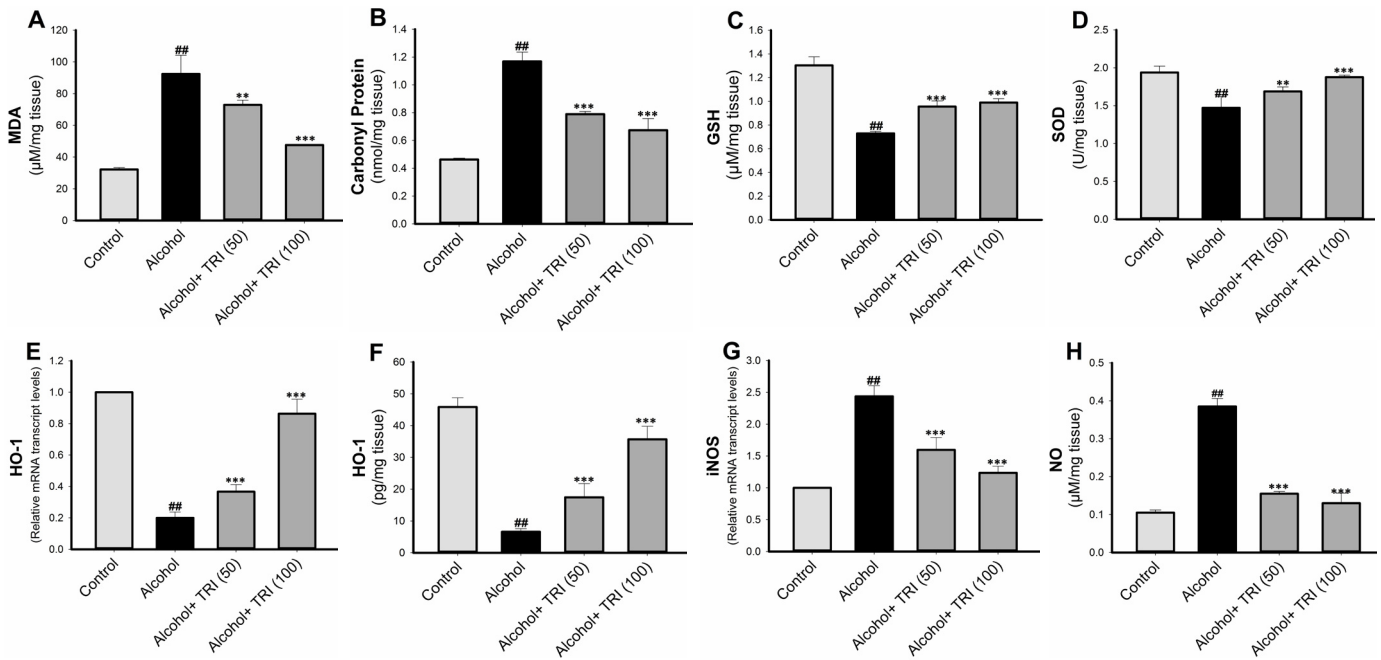 A
MDA
(µM/mg tissue)
120
100
80
60
40
20
0
##
**
***
Control
Alcohol
Alcohol+ TRI (50)
Alcohol+ TRI (100)
B
Carbonyl Protein
(nmol/mg tissue)
1.4
1.2
1.0
0.8
0.6
0.4
0.2
0.0
##
***
***
Control
Alcohol
Alcohol+ TRI (50)
Alcohol+ TRI (100)
C
GSH
(µM/mg tissue)
1.6
1.4
1.2
1.0
0.8
0.6
0.4
0.2
0.0
##
***
***
Control
Alcohol
Alcohol+ TRI (50)
Alcohol+ TRI (100)
D
SOD
(U/mg tissue)
2.5
2.0
1.5
1.0
0.5
0.0
##
**
***
Control
Alcohol
Alcohol+ TRI (50)
Alcohol+ TRI (100)
E
HO-1
(Relative mRNA transcript levels)
1.2
1.0
0.8
0.6
0.4
0.2
0.0
##
***
***
Control
Alcohol
Alcohol+ TRI (50)
Alcohol+ TRI (100)
F
HO-1
(pg/mg tissue)
60
50
40
30
20
10
0
##
***
***
Control
Alcohol
Alcohol+ TRI (50)
Alcohol+ TRI (100)
G
iNOS
(Relative mRNA transcript levels)
3.0
2.5
2.0
1.5
1.0
0.5
0.0
##
***
***
Control
Alcohol
Alcohol+ TRI (50)
Alcohol+ TRI (100)
H
NO
(µM/mg tissue)
0.5
0.4
0.3
0.2
0.1
0.0
##
***
***
Control
Alcohol
Alcohol+ TRI (50)
Alcohol+ TRI (100)